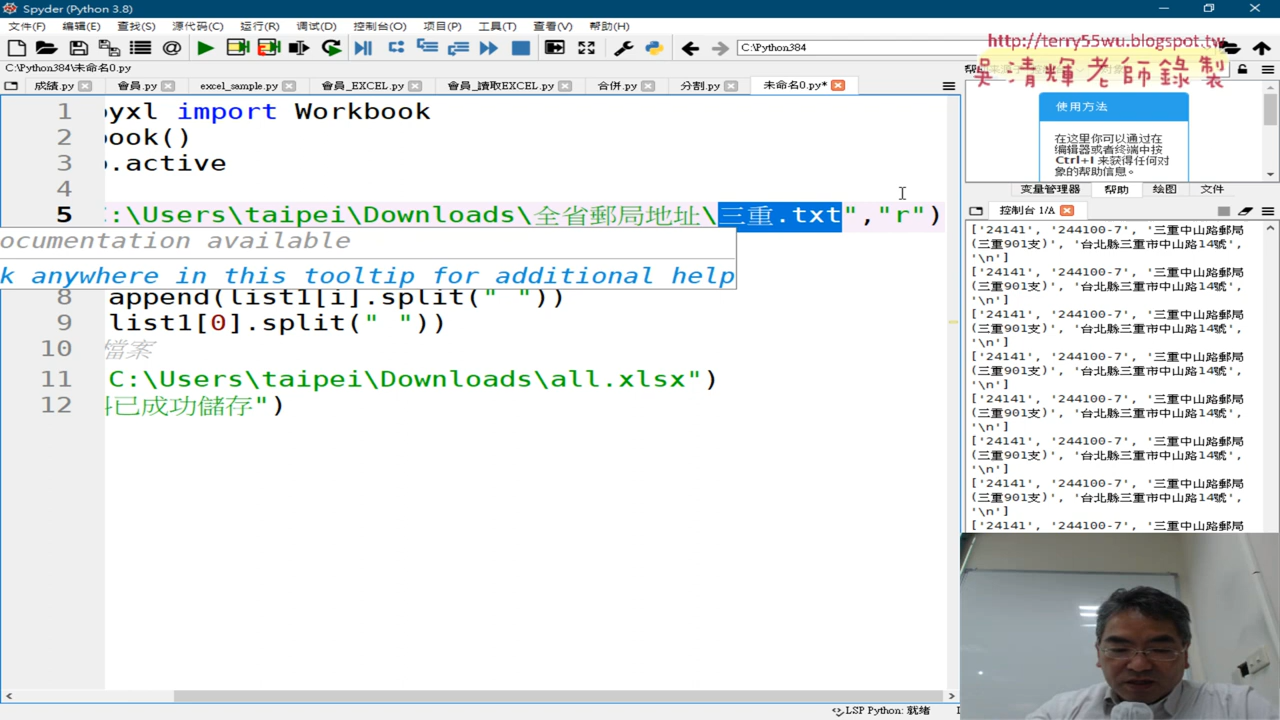 Spyder (Python 3.8)
文件(F) 编辑(E) 查找(S) 源代码(C) 运行(R) 调试(D) 控制台(O) 项目(P) 工具(T) 查看(V) 帮助(H)
C:\Python384
http://terry55wu.blogspot.tw
吳清輝老師錄製
C:\Python384\未命名0.py
成績.py excel_sample.py 會員.py 會員_EXCEL.py 會員_讀取EXCEL.py 合併.py 分割.py 未命名0.py*
1 pyxl import Workbook
2 book()
3 .active
4
5 C:\Users\taipei\Downloads\全省郵局地址\三重.txt","r")
ocumentation available
k anywhere in this tooltip for additional help
8 append(list1[i].split(" "))
9 list1[0].split(" "))
10 檔案
11 C:\Users\taipei\Downloads\all.xlsx")
12 已成功儲存")
使用方法
在这里你可以通过在
编辑器或者终端中按
Ctrl+I 来获得任何对
象的帮助信息。
变量管理器 帮助 绘图 文件
控制台 1/A
['24141', '244100-7', '三重中山路郵局
(三重901支)', '台北縣三重市中山路14號',
'\n']
['24141', '244100-7', '三重中山路郵局
(三重901支)', '台北縣三重市中山路14號',
'\n']
['24141', '244100-7', '三重中山路郵局
(三重901支)', '台北縣三重市中山路14號',
'\n']
['24141', '244100-7', '三重中山路郵局
(三重901支)', '台北縣三重市中山路14號',
'\n']
['24141', '244100-7', '三重中山路郵局
(三重901支)', '台北縣三重市中山路14號',
'\n']
['24141', '244100-7', '三重中山路郵局
(三重901支)', '台北縣三重市中山路14號',
'\n']
['24141', '244100-7', '三重中山路郵局
(三重901支)', '台北縣三重市中山路14號',
'\n']
['24141', '244100-7', '三重中山路郵局
LSP Python: 就绪